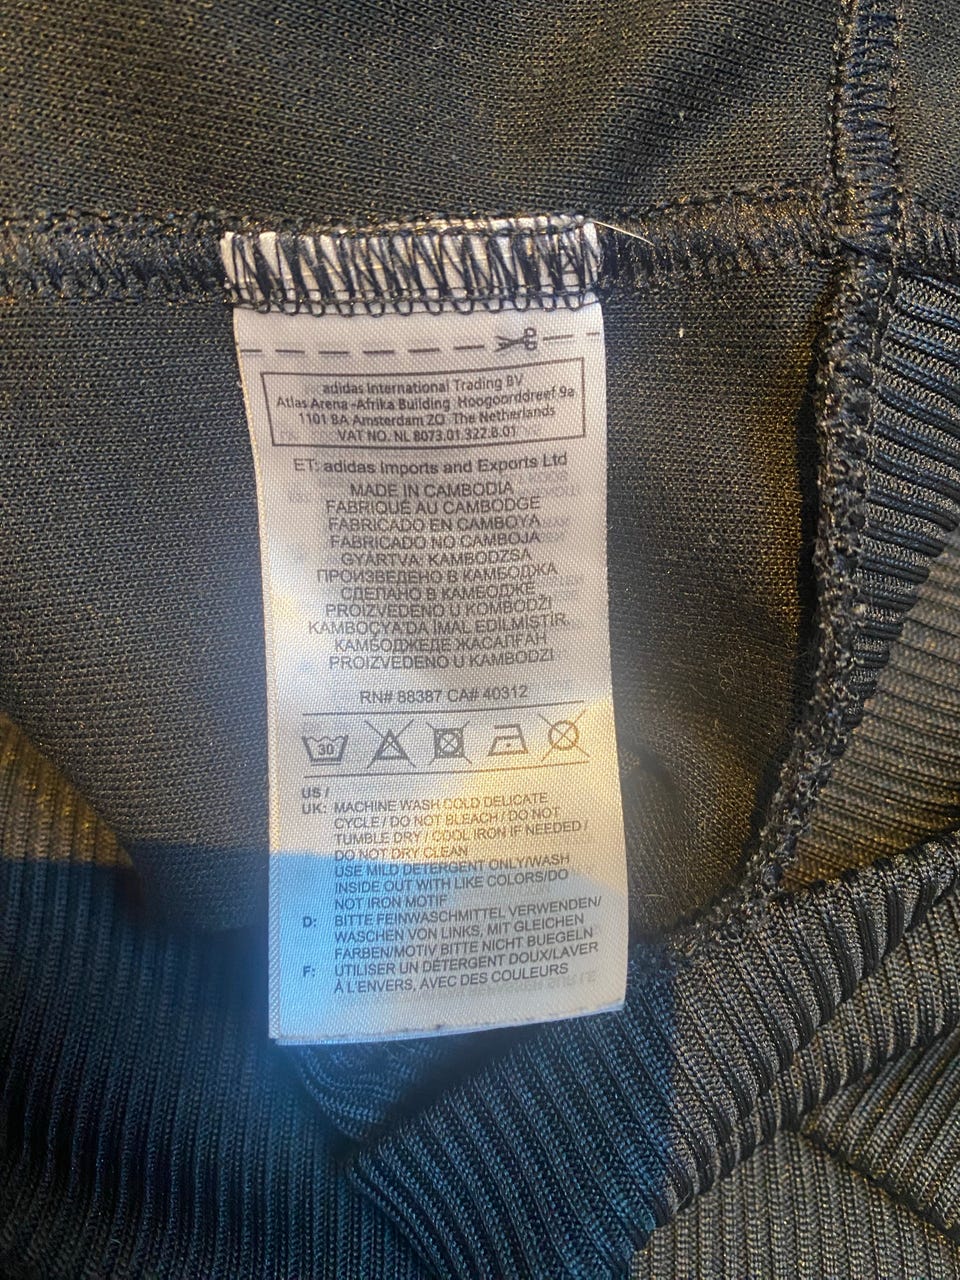 adidas International Trading BV
Atlas Arena-Afrika Building Hoogoorddreef 9a
1101 BA Amsterdam ZO The Netherlands
VAT NO. NL 8073.01.322.B.01
ET: adidas Imports and Exports Ltd
MADE IN CAMBODIA
FABRIQUÉ AU CAMBODGE
FABRICADO EN CAMBOYA
FABRICADO NO CAMBOJA
GYÁRTVA: KAMBODZSA
ПРОИЗВЕДЕНО В КАМБОДЖА
СДЕЛАНО В КАМБОДЖЕ
PROIZVEDENO U KOMBODZI
KAMBOÇYA'DA İMAL EDİLMİŞTİR.
КАМБОДЖЕДЕ ЖАСАЛҒАН
PROIZVEDENO U KAMBODZI
RN# 88387 CA# 40312
30
US /
UK: MACHINE WASH COLD DELICATE
CYCLE / DO NOT BLEACH / DO NOT
TUMBLE DRY / COOL IRON IF NEEDED /
DO NOT DRY CLEAN
USE MILD DETERGENT ONLY/WASH
INSIDE OUT WITH LIKE COLORS/DO
NOT IRON MOTIF
D: BITTE FEINWASCHMITTEL VERWENDEN/
WASCHEN VON LINKS, MIT GLEICHEN
FARBEN/MOTIV BITTE NICHT BUEGELN
F: UTILISER UN DÉTERGENT DOUX/LAVER
À L'ENVERS, AVEC DES COULEURS